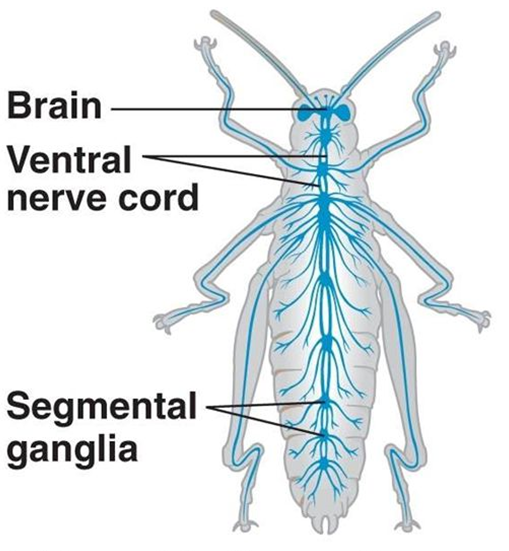 Brain
Ventral
nerve cord
Segmental
ganglia